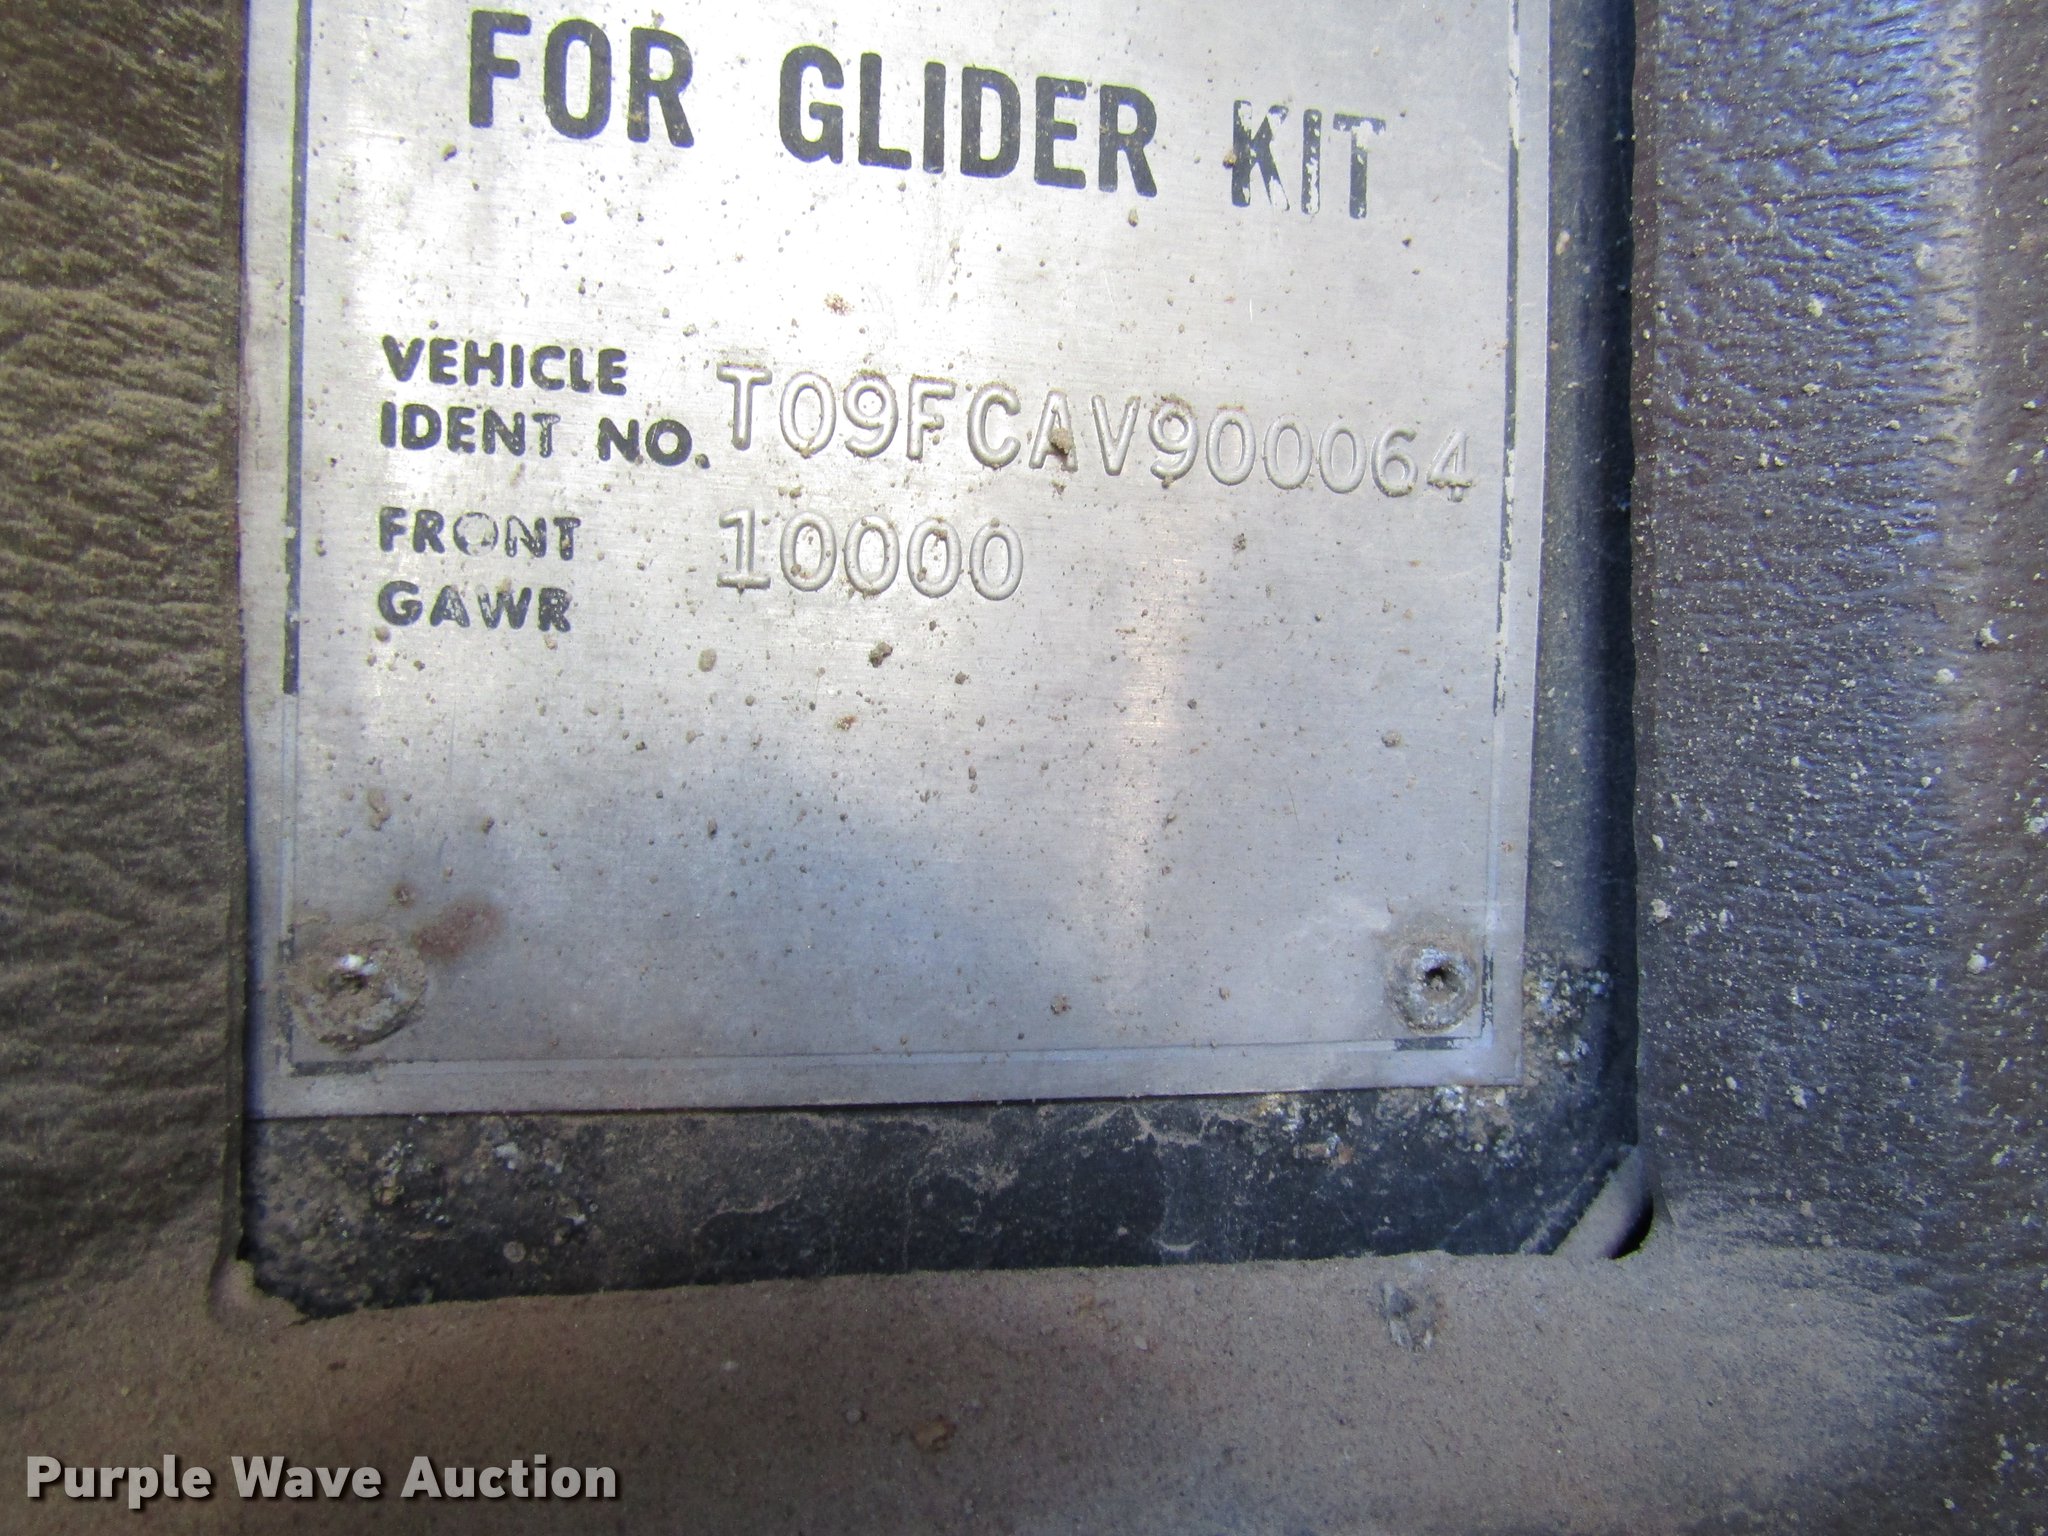 FOR GLIDER KIT
VEHICLE IDENT NO. T09FCAV900064
FRONT GAWR 10000
Purple Wave Auction